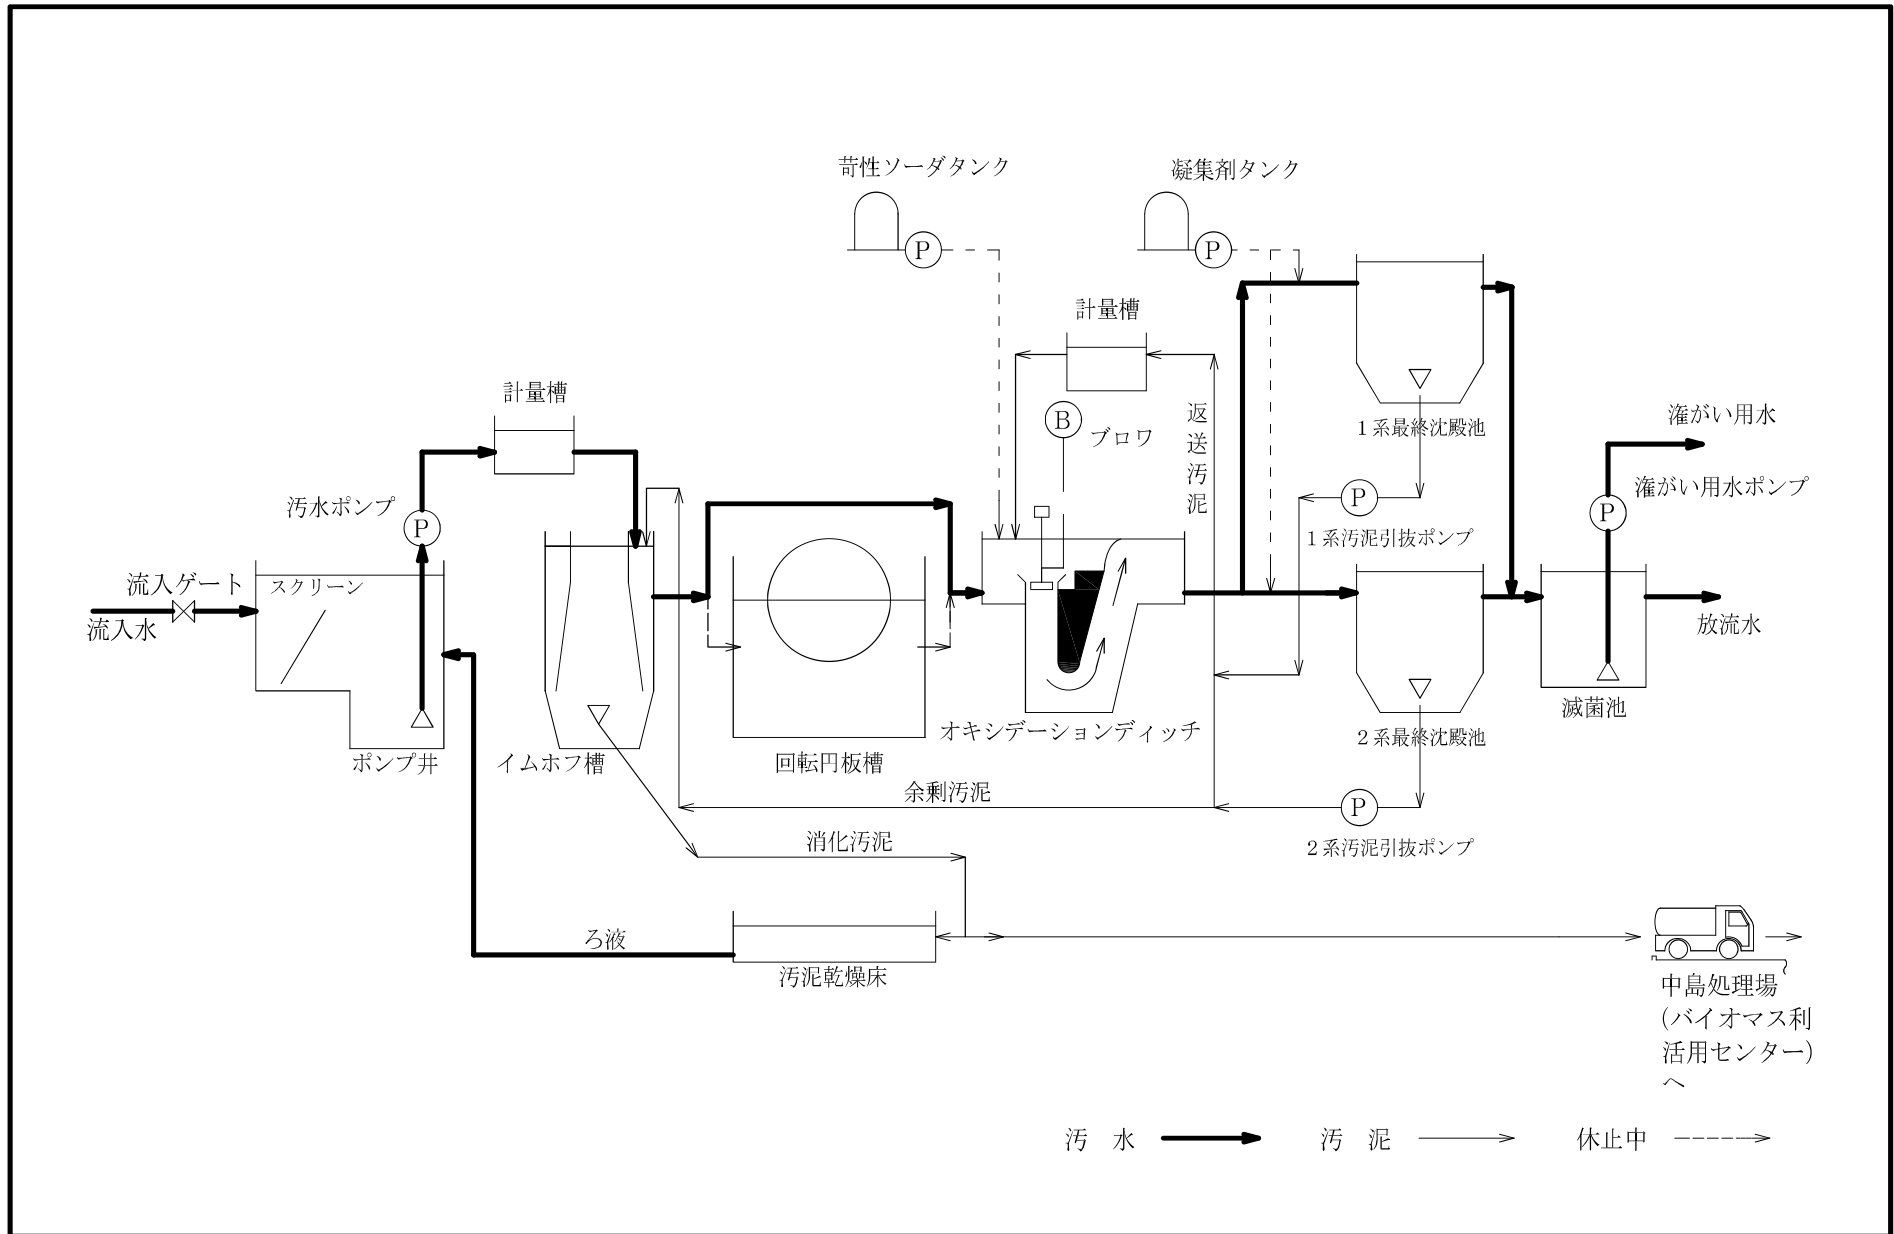 苛性ソーダタンク
凝集剤タンク
P
P
計量槽
計量槽
B
ブロワ
返送汚泥
1系最終沈殿池
潅がい用水
潅がい用水ポンプ
P
汚水ポンプ
P
P
1系汚泥引抜ポンプ
流入ゲート
スクリーン
流入水
放流水
滅菌池
オキシデーションディッチ
2系最終沈殿池
ポンプ井
イムホフ槽
回転円板槽
余剰汚泥
P
2系汚泥引抜ポンプ
消化汚泥
ろ液
汚泥乾燥床
中島処理場
(バイオマス利
活用センター)
へ
汚 水
汚 泥
休止中